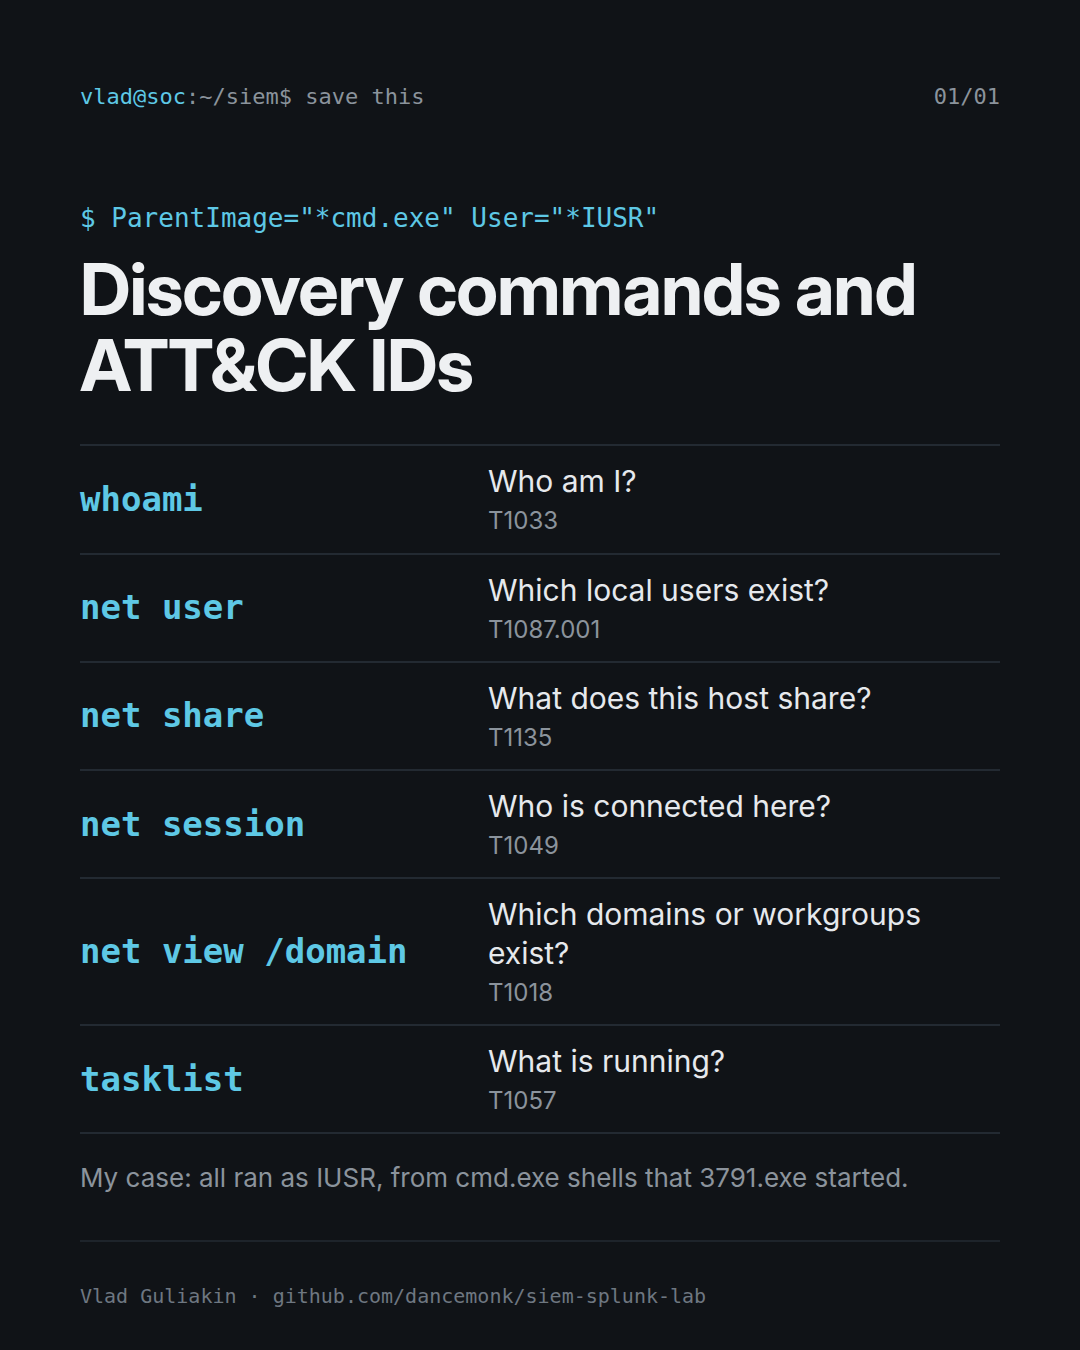 vlad@soc:~/siem$ save this
01/01
$ ParentImage="*cmd.exe" User="*IUSR"
Discovery commands and
ATT&CK IDs
whoami
Who am I?
T1033
net user
Which local users exist?
T1087.001
net share
What does this host share?
T1135
net session
Who is connected here?
T1049
net view /domain
Which domains or workgroups
exist?
T1018
tasklist
What is running?
T1057
My case: all ran as IUSR, from cmd.exe shells that 3791.exe started.
Vlad Guliakin · github.com/dancemonk/siem-splunk-lab